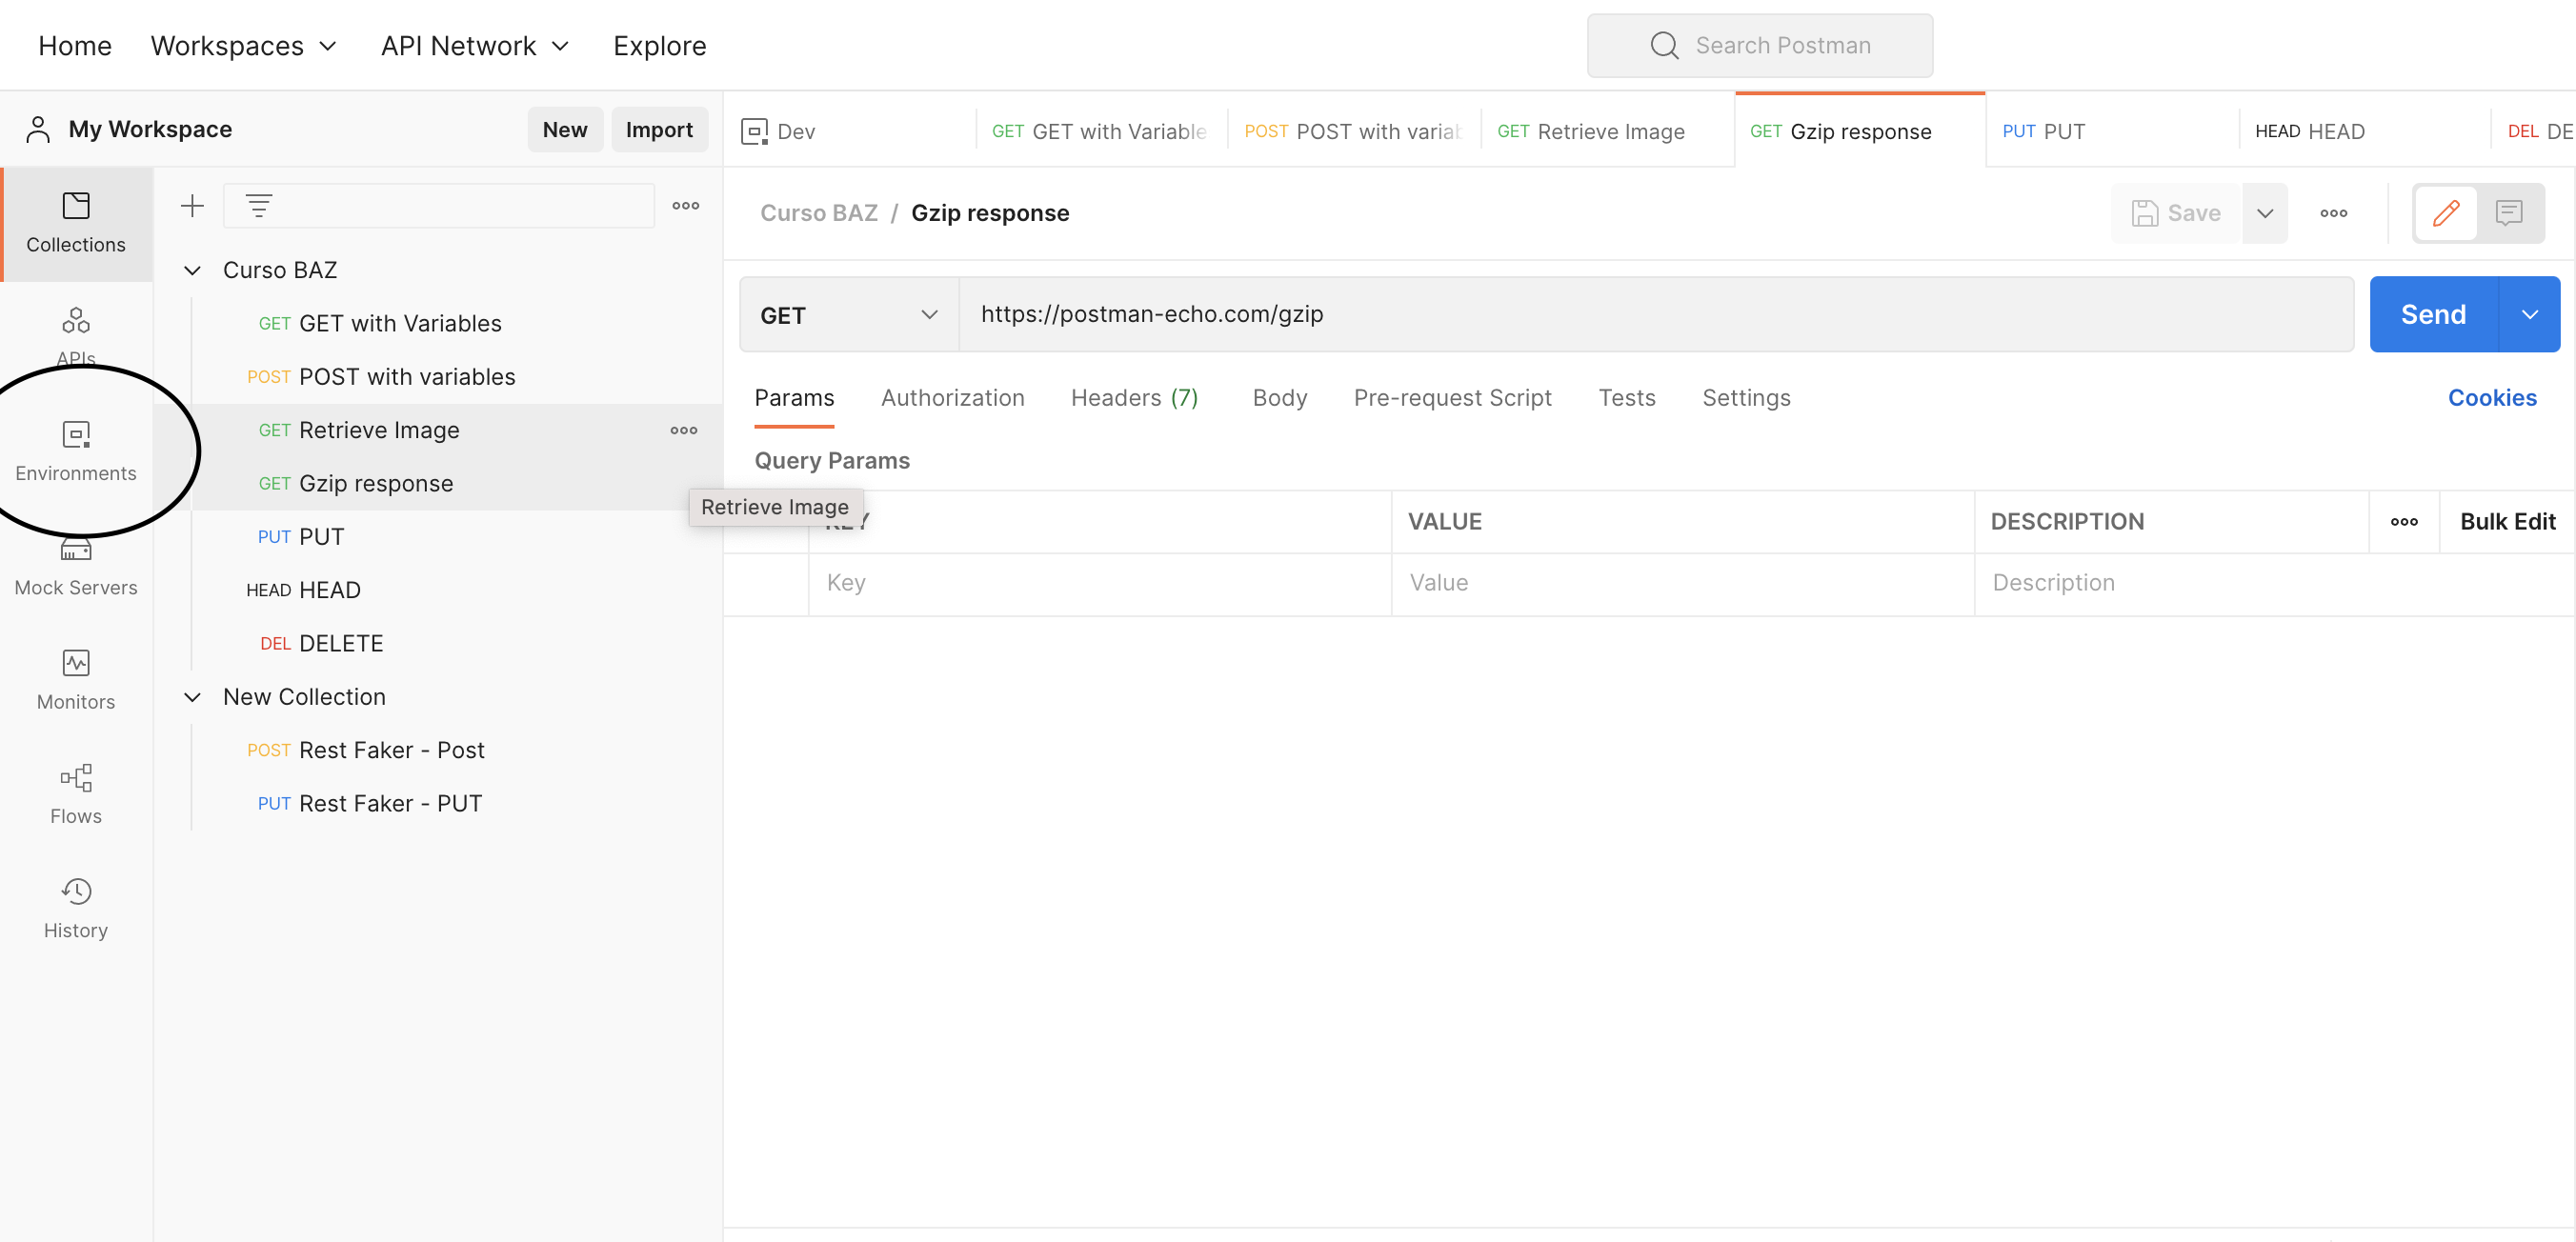 Home Workspaces API Network Explore Search Postman
My Workspace New Import
Dev GET GET with Variable POST POST with variab GET Retrieve Image GET Gzip response PUT PUT HEAD HEAD DEL DE
Collections
APIs
Environments
Mock Servers
Monitors
Flows
History
Curso BAZ
GET GET with Variables
POST POST with variables
GET Retrieve Image
GET Gzip response
PUT PUT
HEAD HEAD
DEL DELETE
New Collection
POST Rest Faker - Post
PUT Rest Faker - PUT
Retrieve Image
Curso BAZ / Gzip response Save
GET https://postman-echo.com/gzip Send
Params Authorization Headers (7) Body Pre-request Script Tests Settings Cookies
Query Params
KEY VALUE DESCRIPTION Bulk Edit
Key Value Description